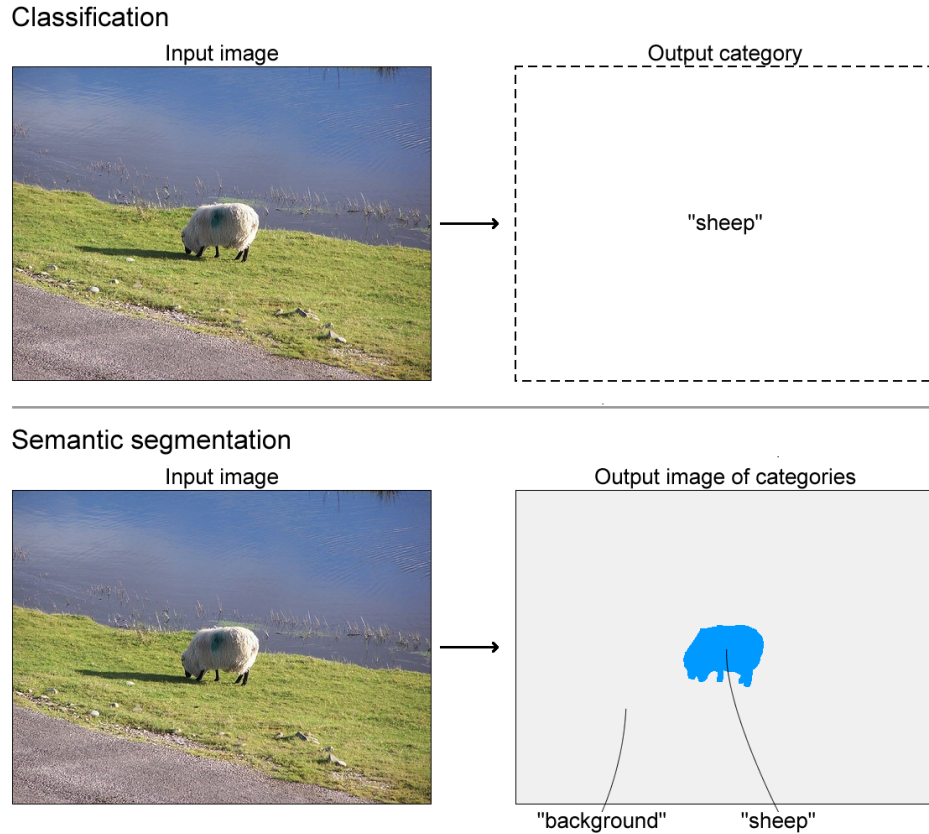 Classification
Input image
Output category
"sheep"
Semantic segmentation
Input image
Output image of categories
"background"
"sheep"